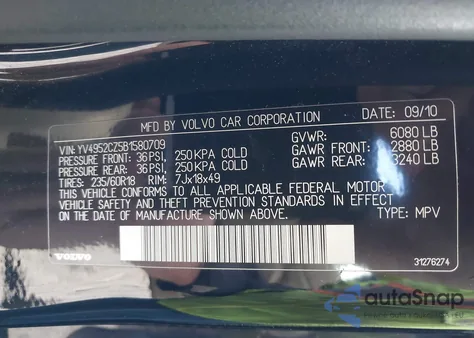 MFD. BY VOLVO CAR CORPORATION DATE: 09/10
VIN: YV4952CZ5B1580709 GVWR: 6080 LB
PRESSURE FRONT: 36 PSI, 250 KPA COLD GAWR FRONT: 2880 LB
PRESSURE REAR: 36 PSI, 250 KPA COLD GAWR REAR: 3240 LB
TIRES: 235/60R18 RIM: 7Jx18x49
THIS VEHICLE CONFORMS TO ALL APPLICABLE FEDERAL MOTOR
VEHICLE SAFETY AND THEFT PREVENTION STANDARDS IN EFFECT
ON THE DATE OF MANUFACTURE SHOWN ABOVE. TYPE: MPV
VOLVO 31276274
autoSnap